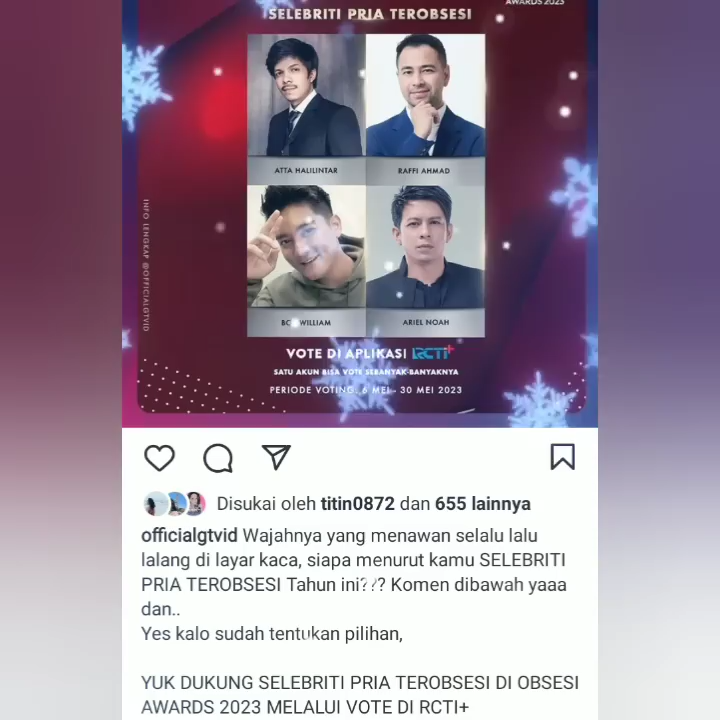 AWARDS 2023
SELEBRITI PRIA TEROBSESI
ATTA HALILINTAR
RAFFI AHMAD
WILLIAM
ARIEL NOAH
INFO LENGKAP @OFFICIALGTVID
VOTE DI APLIKASI RCTI+
SATU AKUN BISA VOTE SEBANYAK-BANYAKNYA
PERIODE VOTING: 6 MEI - 30 MEI 2023
Disukai oleh titin0872 dan 655 lainnya
officialgtvid Wajahnya yang menawan selalu lalu
lalang di layar kaca, siapa menurut kamu SELEBRITI
PRIA TEROBSESI Tahun ini??? Komen dibawah yaaa
dan..
Yes kalo sudah tentukan pilihan,
YUK DUKUNG SELEBRITI PRIA TEROBSESI DI OBSESI
AWARDS 2023 MELALUI VOTE DI RCTI+